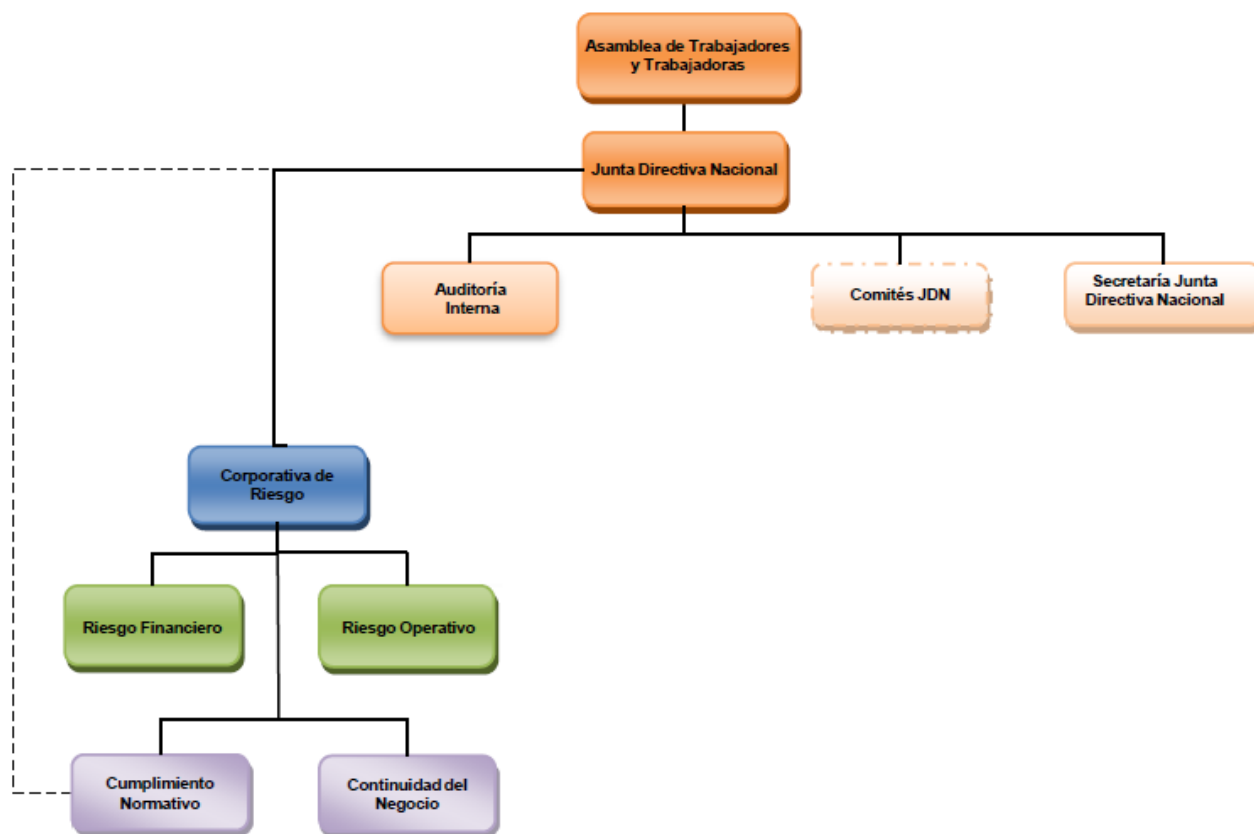 Asamblea de Trabajadores
y Trabajadoras
Junta Directiva Nacional
Auditoría
Interna
Comités JDN
Secretaría Junta
Directiva Nacional
Corporativa de
Riesgo
Riesgo Financiero
Riesgo Operativo
Cumplimiento
Normativo
Continuidad del
Negocio